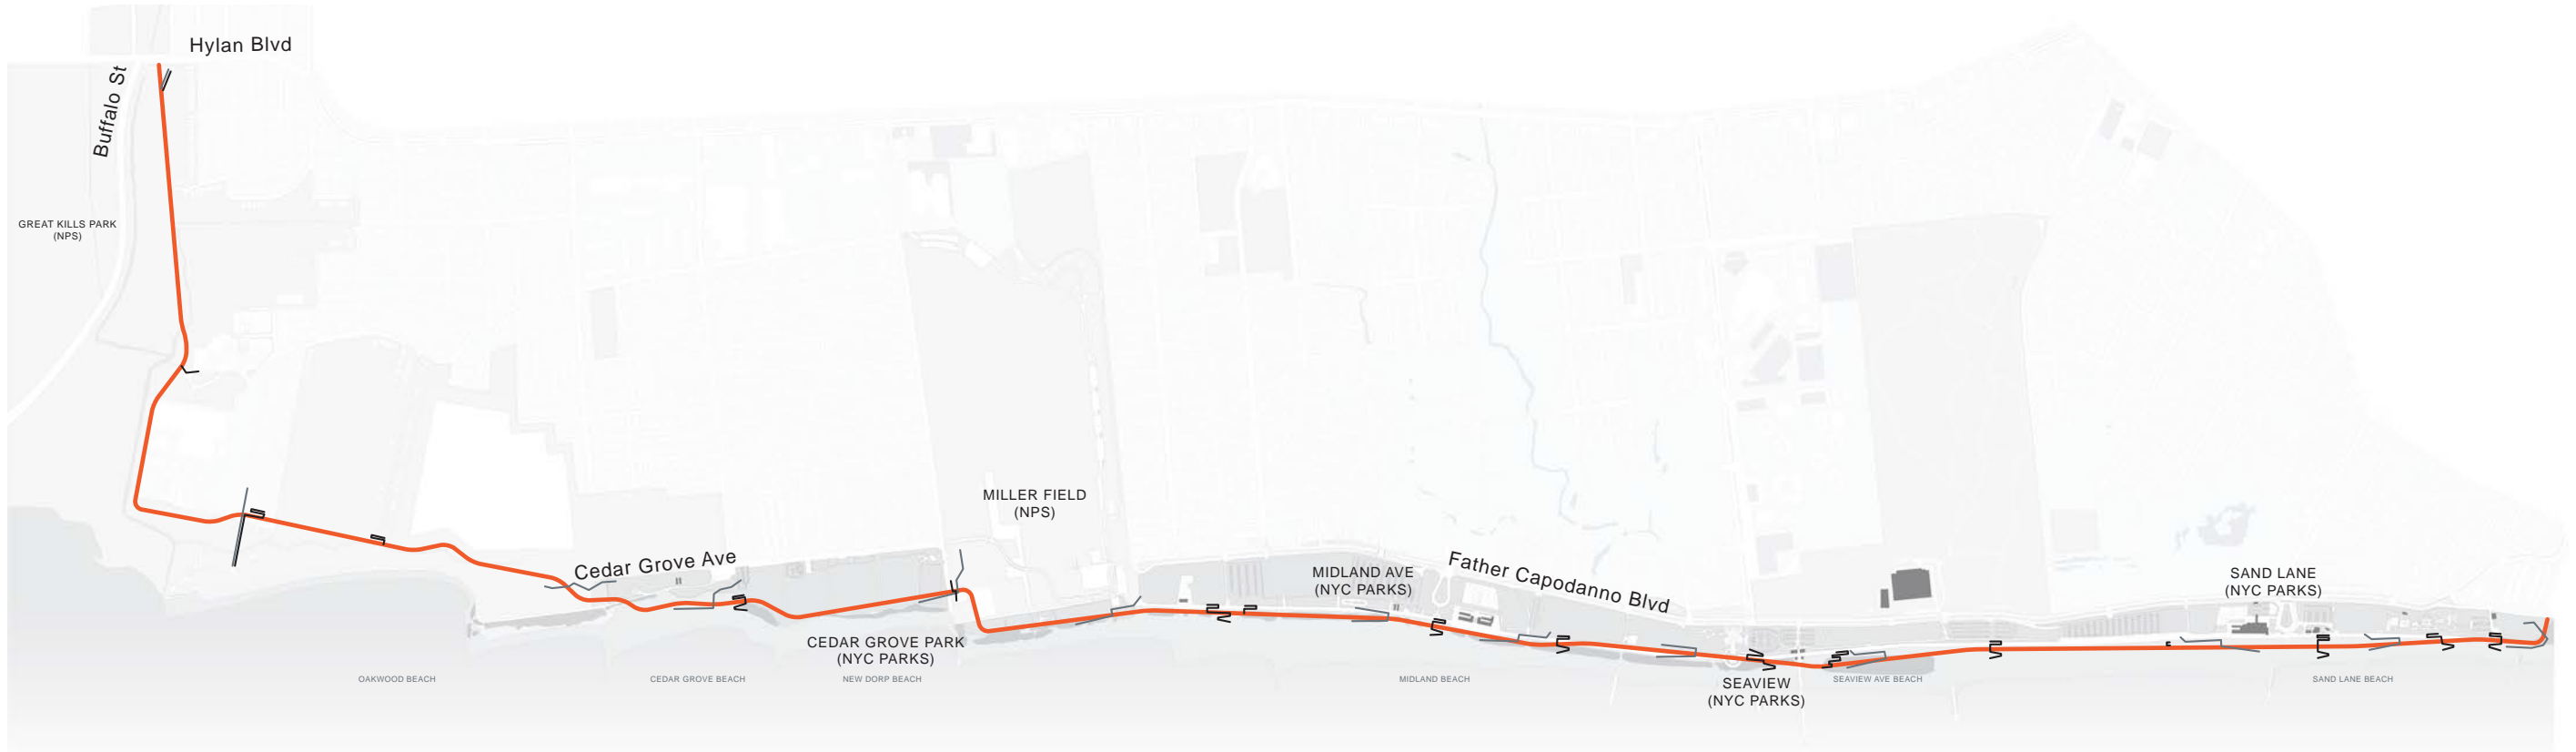 Hylan Blvd
Buffalo St
GREAT KILLS PARK
(NPS)
MILLER FIELD
(NPS)
Cedar Grove Ave
MIDLAND AVE
(NYC PARKS)
Father Capodanno Blvd
SAND LANE
(NYC PARKS)
CEDAR GROVE PARK
(NYC PARKS)
OAKWOOD BEACH
CEDAR GROVE BEACH
NEW DORP BEACH
MIDLAND BEACH
SEAVIEW
(NYC PARKS)
SEAVIEW AVE BEACH
SAND LANE BEACH